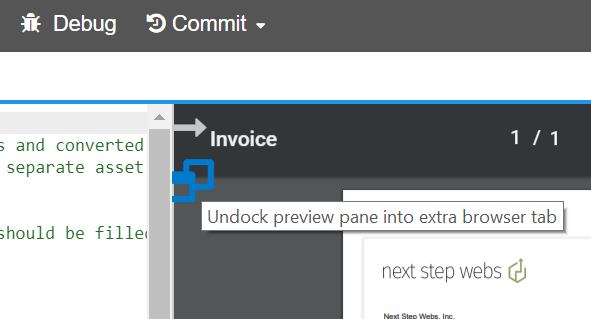 Debug Commit
s and converted
Invoice 1 / 1
separate asset
Undock preview pane into extra browser tab
should be filled
next step webs
Next Step Webs, Inc.